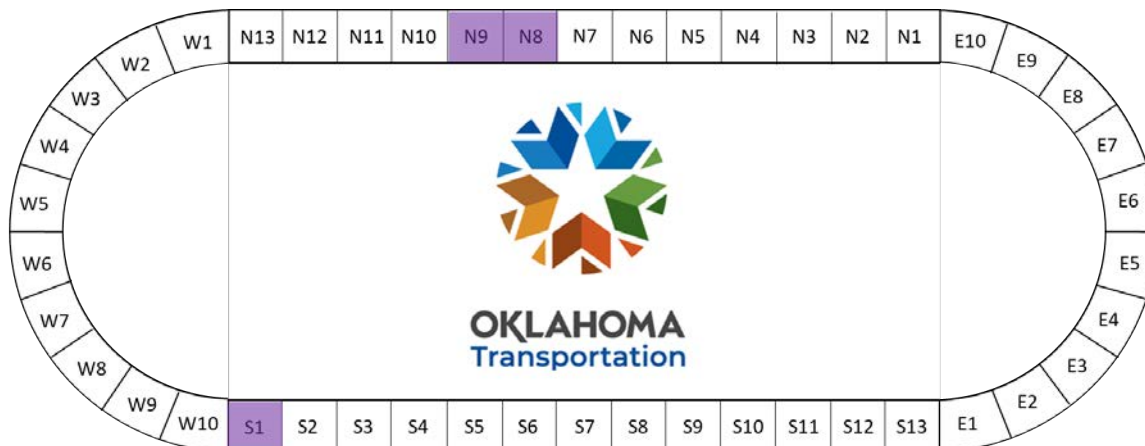 W1 N13 N12 N11 N10 N9 N8 N7 N6 N5 N4 N3 N2 N1 E10
W2 E9
W3 E8
W4 E7
W5 E6
W6 E5
W7 E4
W8 E3
W9 E2
W10 S1 S2 S3 S4 S5 S6 S7 S8 S9 S10 S11 S12 S13 E1
OKLAHOMA
Transportation